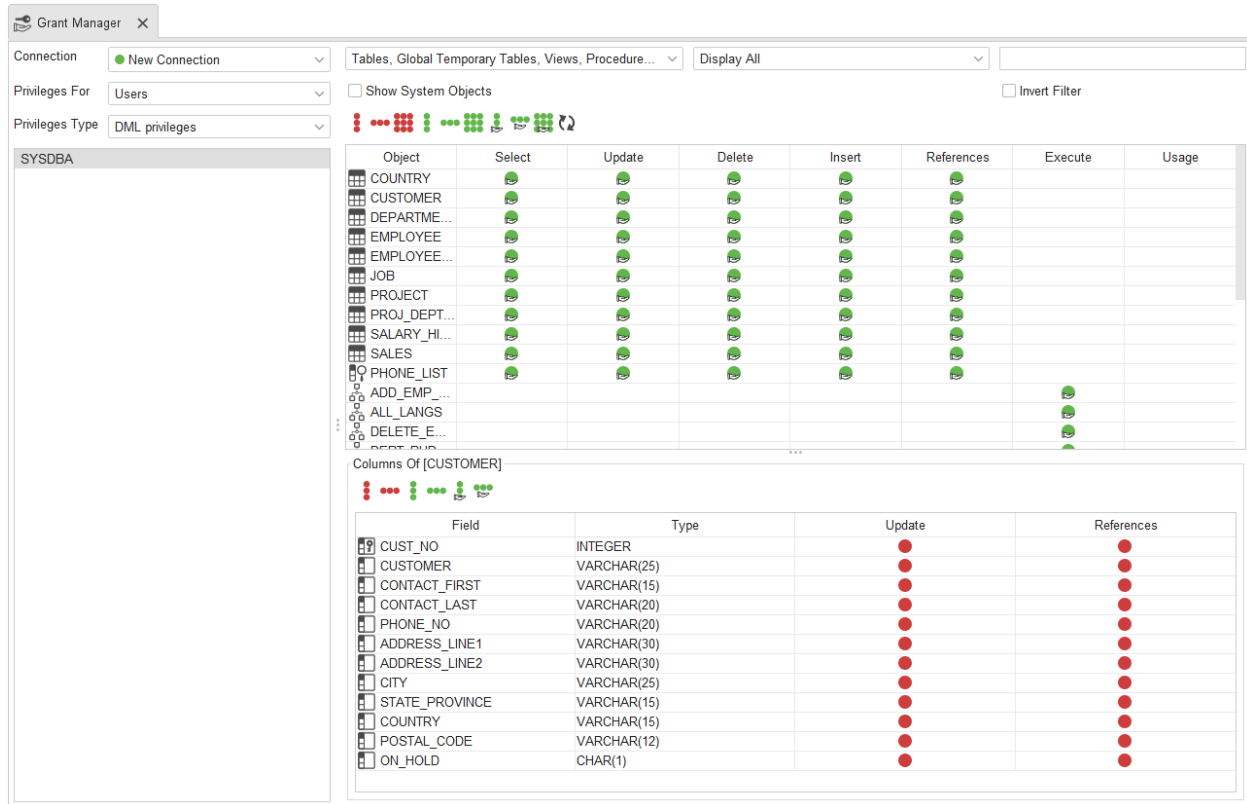 Grant Manager
Connection New Connection Tables, Global Temporary Tables, Views, Procedure... Display All
Privileges For Users Show System Objects Invert Filter
Privileges Type DML privileges
SYSDBA
Object Select Update Delete Insert References Execute Usage
COUNTRY
CUSTOMER
DEPARTME...
EMPLOYEE
EMPLOYEE...
JOB
PROJECT
PROJ_DEPT...
SALARY_HI...
SALES
PHONE_LIST
ADD_EMP_...
ALL_LANGS
DELETE_E...
Columns Of [CUSTOMER]
Field Type Update References
CUST_NO INTEGER
CUSTOMER VARCHAR(25)
CONTACT_FIRST VARCHAR(15)
CONTACT_LAST VARCHAR(20)
PHONE_NO VARCHAR(20)
ADDRESS_LINE1 VARCHAR(30)
ADDRESS_LINE2 VARCHAR(30)
CITY VARCHAR(25)
STATE_PROVINCE VARCHAR(15)
COUNTRY VARCHAR(15)
POSTAL_CODE VARCHAR(12)
ON_HOLD CHAR(1)